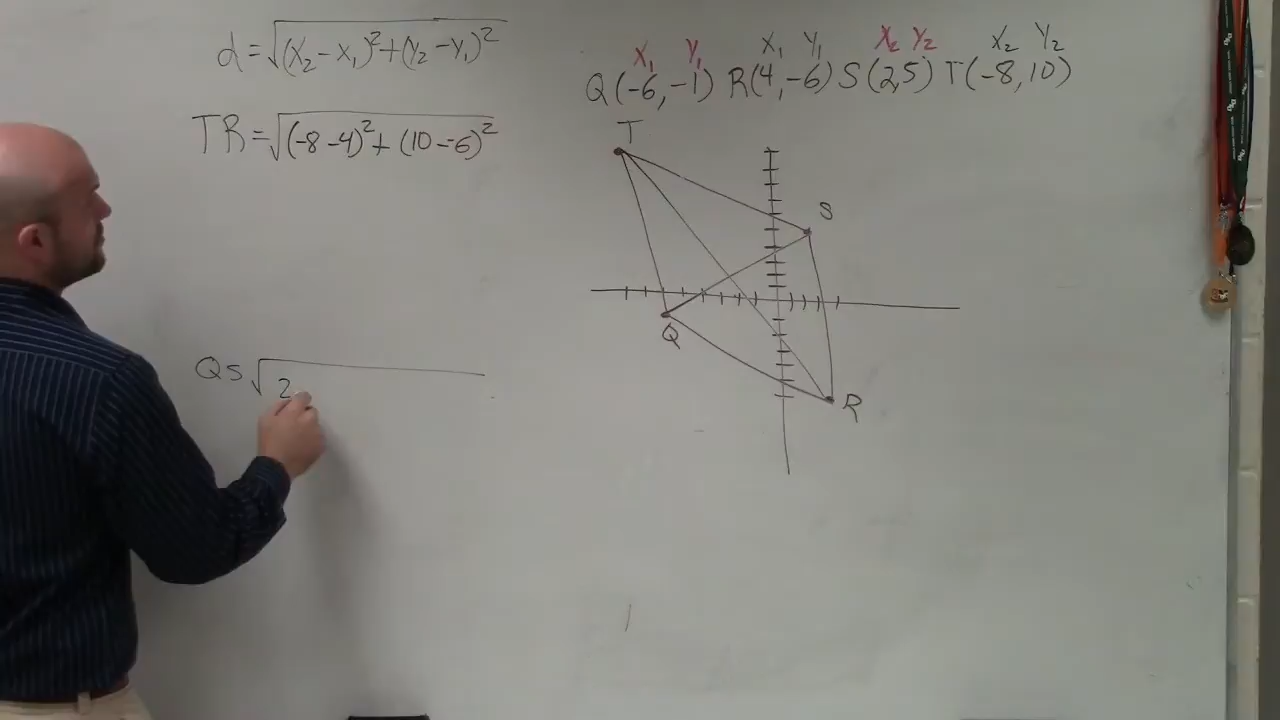 d = √(X₂ - X₁)² + (Y₂ - Y₁)²
TR = √(-8 - 4)² + (10 - -6)²
QS √2
X₁ Y₁ X₁ Y₁ X₂ Y₂ X₂ Y₂
Q(-6, -1) R(4, -6) S(2,5) T(-8, 10)
T
S
Q
R